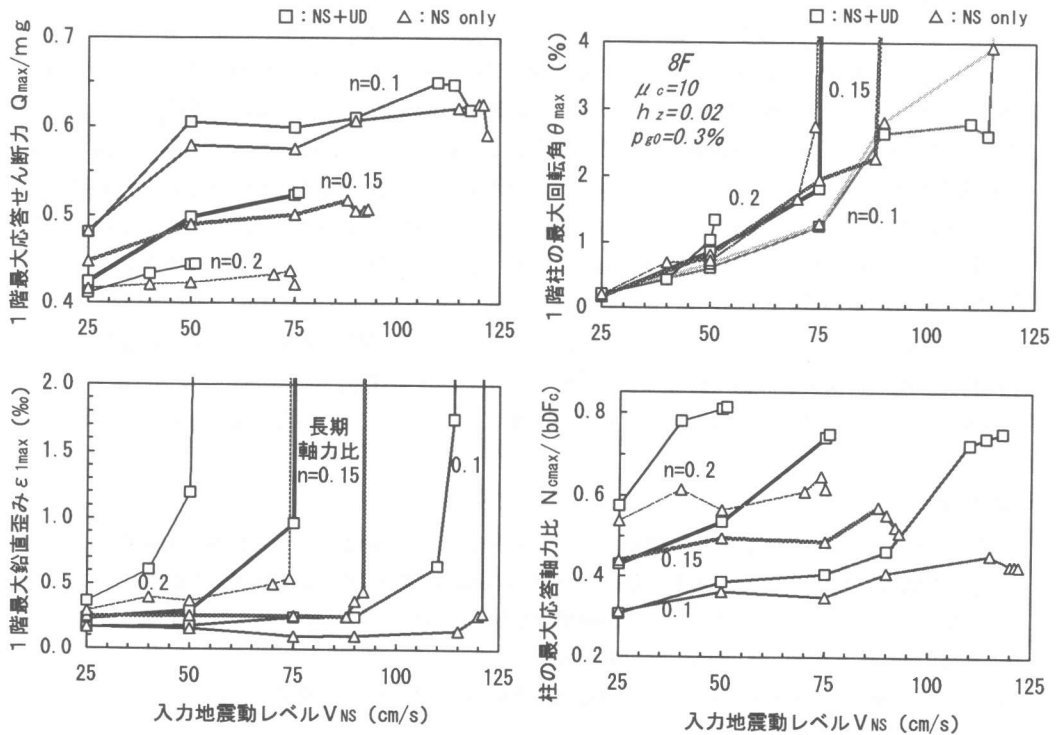 □：NS＋UD　△：NS only
0.7
0.6
0.5
0.4
25
50
75
100
125
n=0.1
n=0.15
n=0.2
1階最大応答せん断力 Qmax/mg
□：NS＋UD　△：NS only
4
3
2
1
0
25
50
75
100
125
8F
μc=10
hz=0.02
pg0=0.3%
0.15
0.2
n=0.1
1階柱の最大回転角θmax (%)
2.0
1.5
1.0
0.5
0.0
25
50
75
100
125
長期
軸力比
n=0.15
0.1
0.2
1階最大鉛直歪みε1max (‰)
入力地震動レベルVNS (cm/s)
0.8
0.6
0.4
0.2
25
50
75
100
125
n=0.2
0.15
0.1
柱の最大応答軸力比 Ncmax/(bDFc)
入力地震動レベルVNS (cm/s)